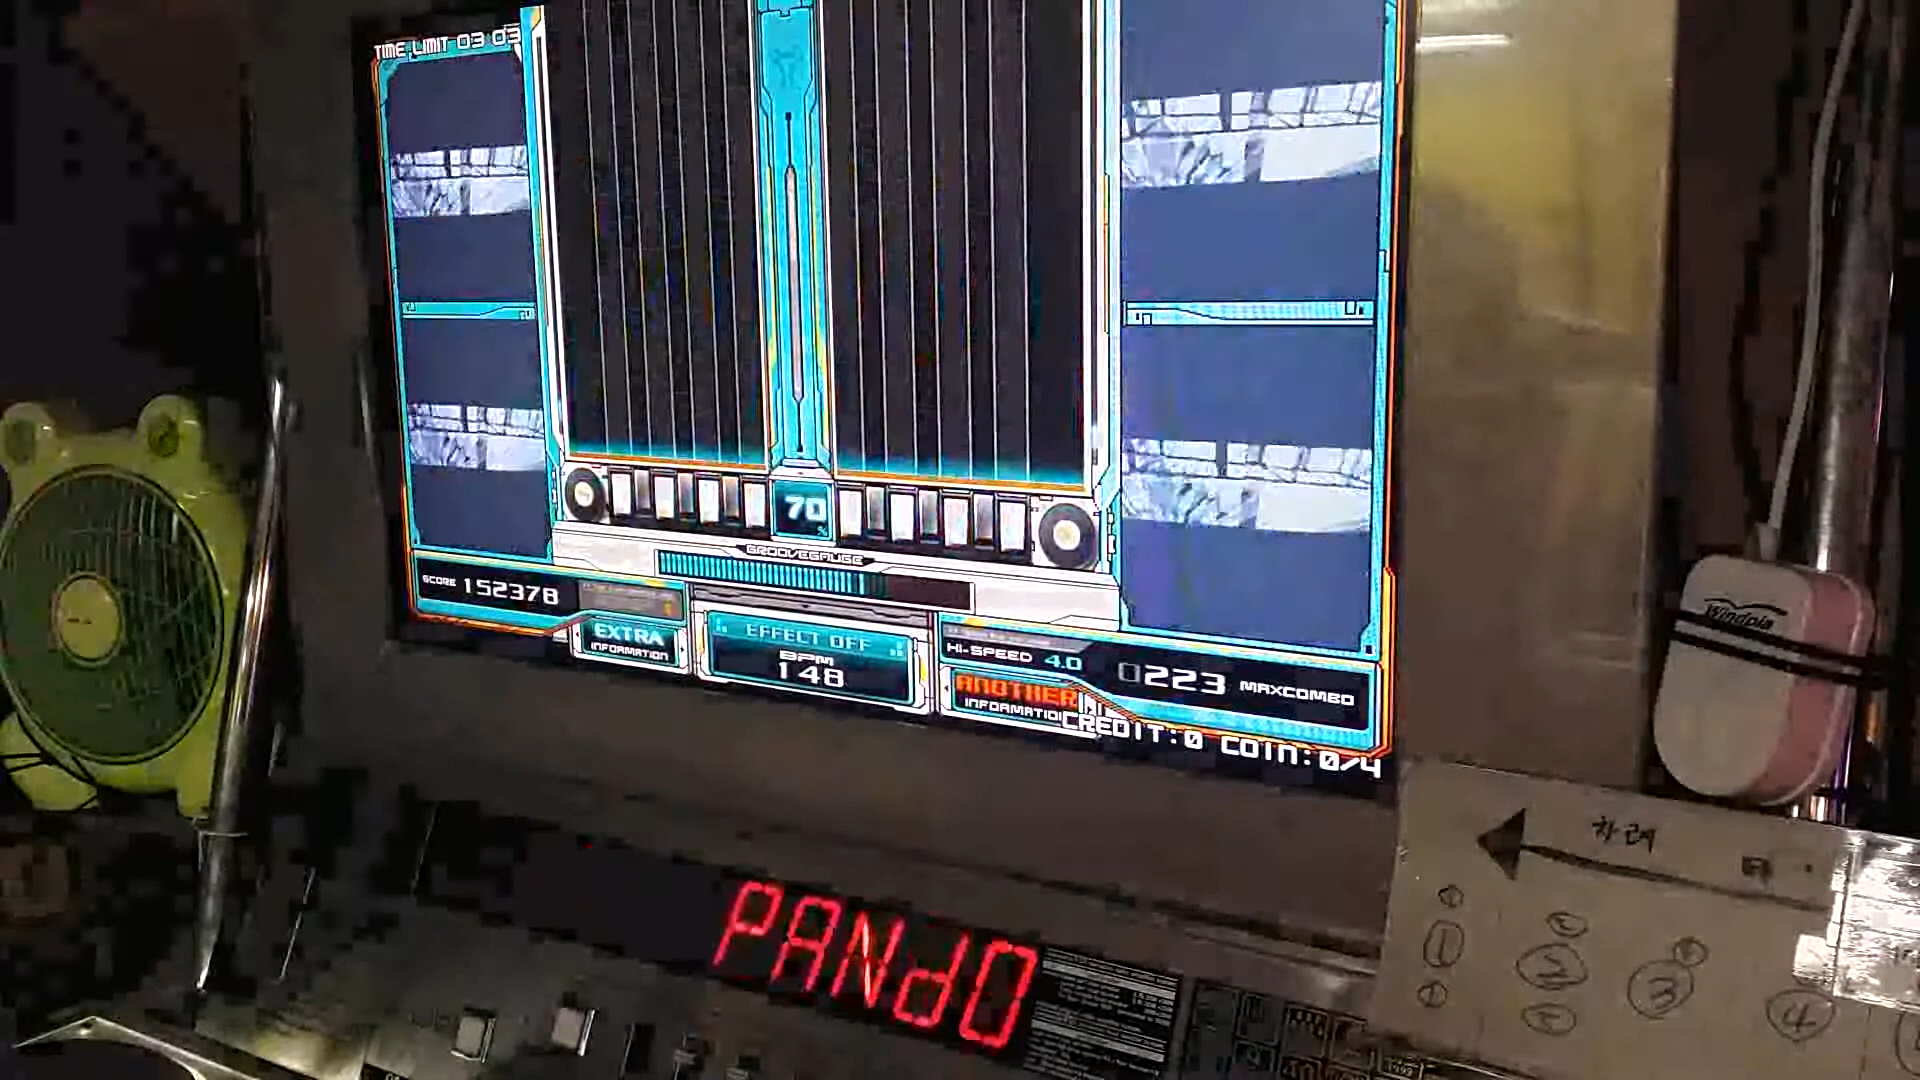 TIME LIMIT 03 03
70
%
GROOVEGAUGE
SCORE 152378
EXTRA
INFORMATION
EFFECT OFF
BPM
148
HI-SPEED 4.0
0223 MAXCOMBO
ANOTHER
INFORMATIO
CREDIT:0 COIN:0/4
Windpia
PANdO
차례
1
2
3
4